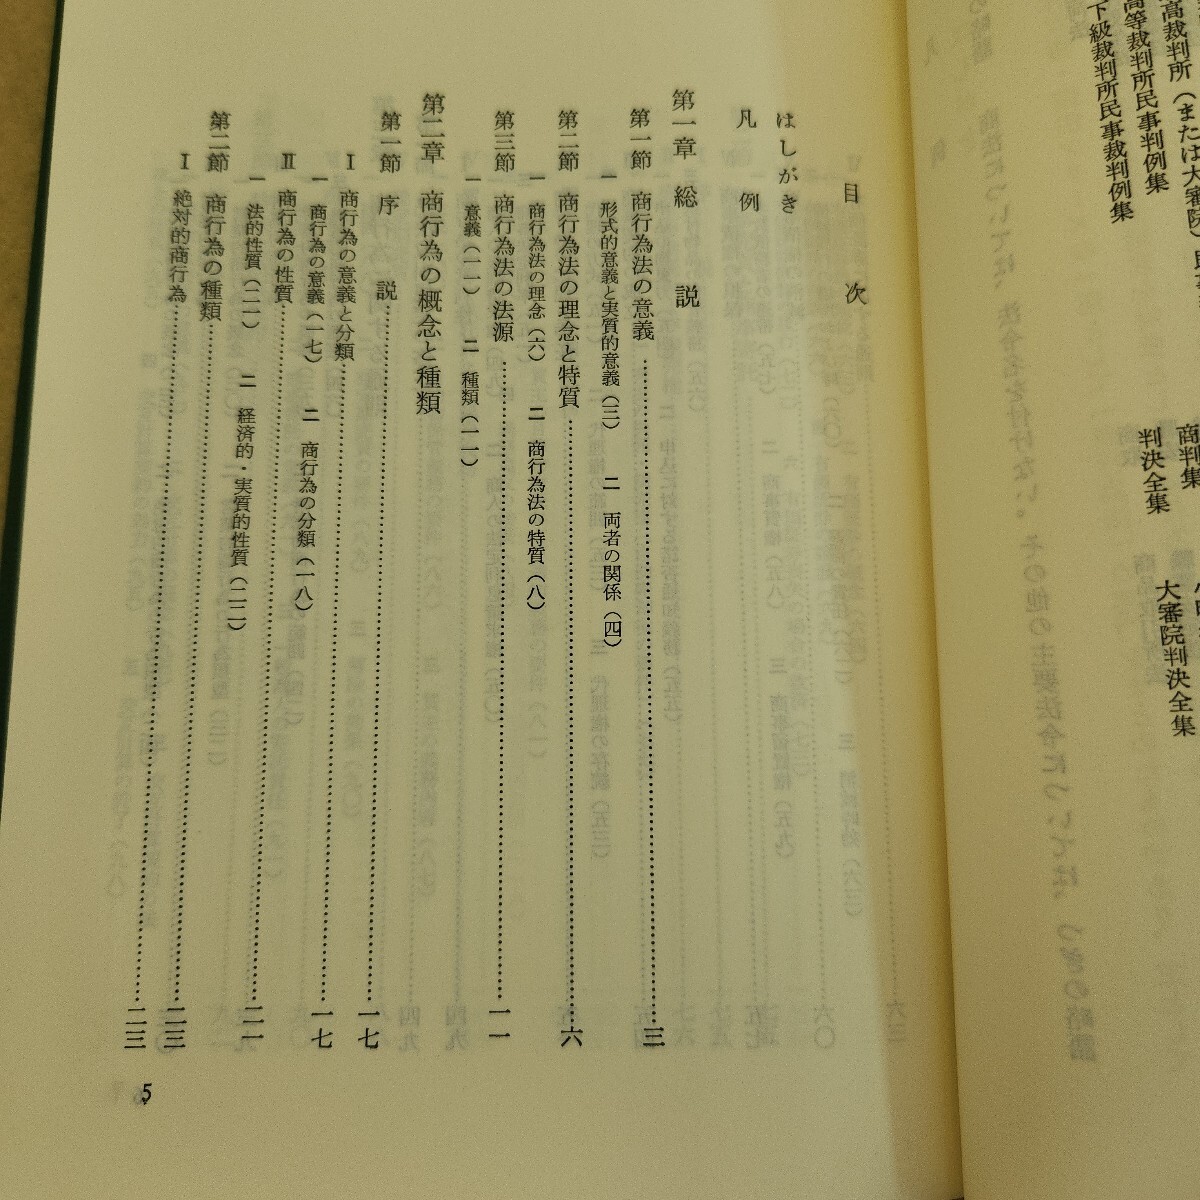 高裁判所（または大審院）
高等裁判所民事判例集
下級裁判所民事裁判例集
商判集
判決全集
大審院判決全集
目次
はしがき
凡例
第一章 総説
第一節 商行為法の意義…三
一 形式的意義と実質的意義（三） 二 両者の関係（四）
第二節 商行為法の理念と特質…六
一 商行為法の理念（六） 二 商行為法の特質（八）
第三節 商行為法の法源…一一
一 意義（一一） 二 種類（一一）
第二章 商行為の概念と種類
第一節 序説…一七
Ⅰ 商行為の意義と分類…一七
一 商行為の意義（一七） 二 商行為の分類（一八）
Ⅱ 商行為の性質…二一
一 法的性質（二一） 二 経済的・実質的性質（二二）
第二節 商行為の種類…二三
Ⅰ 絶対的商行為…二三
5